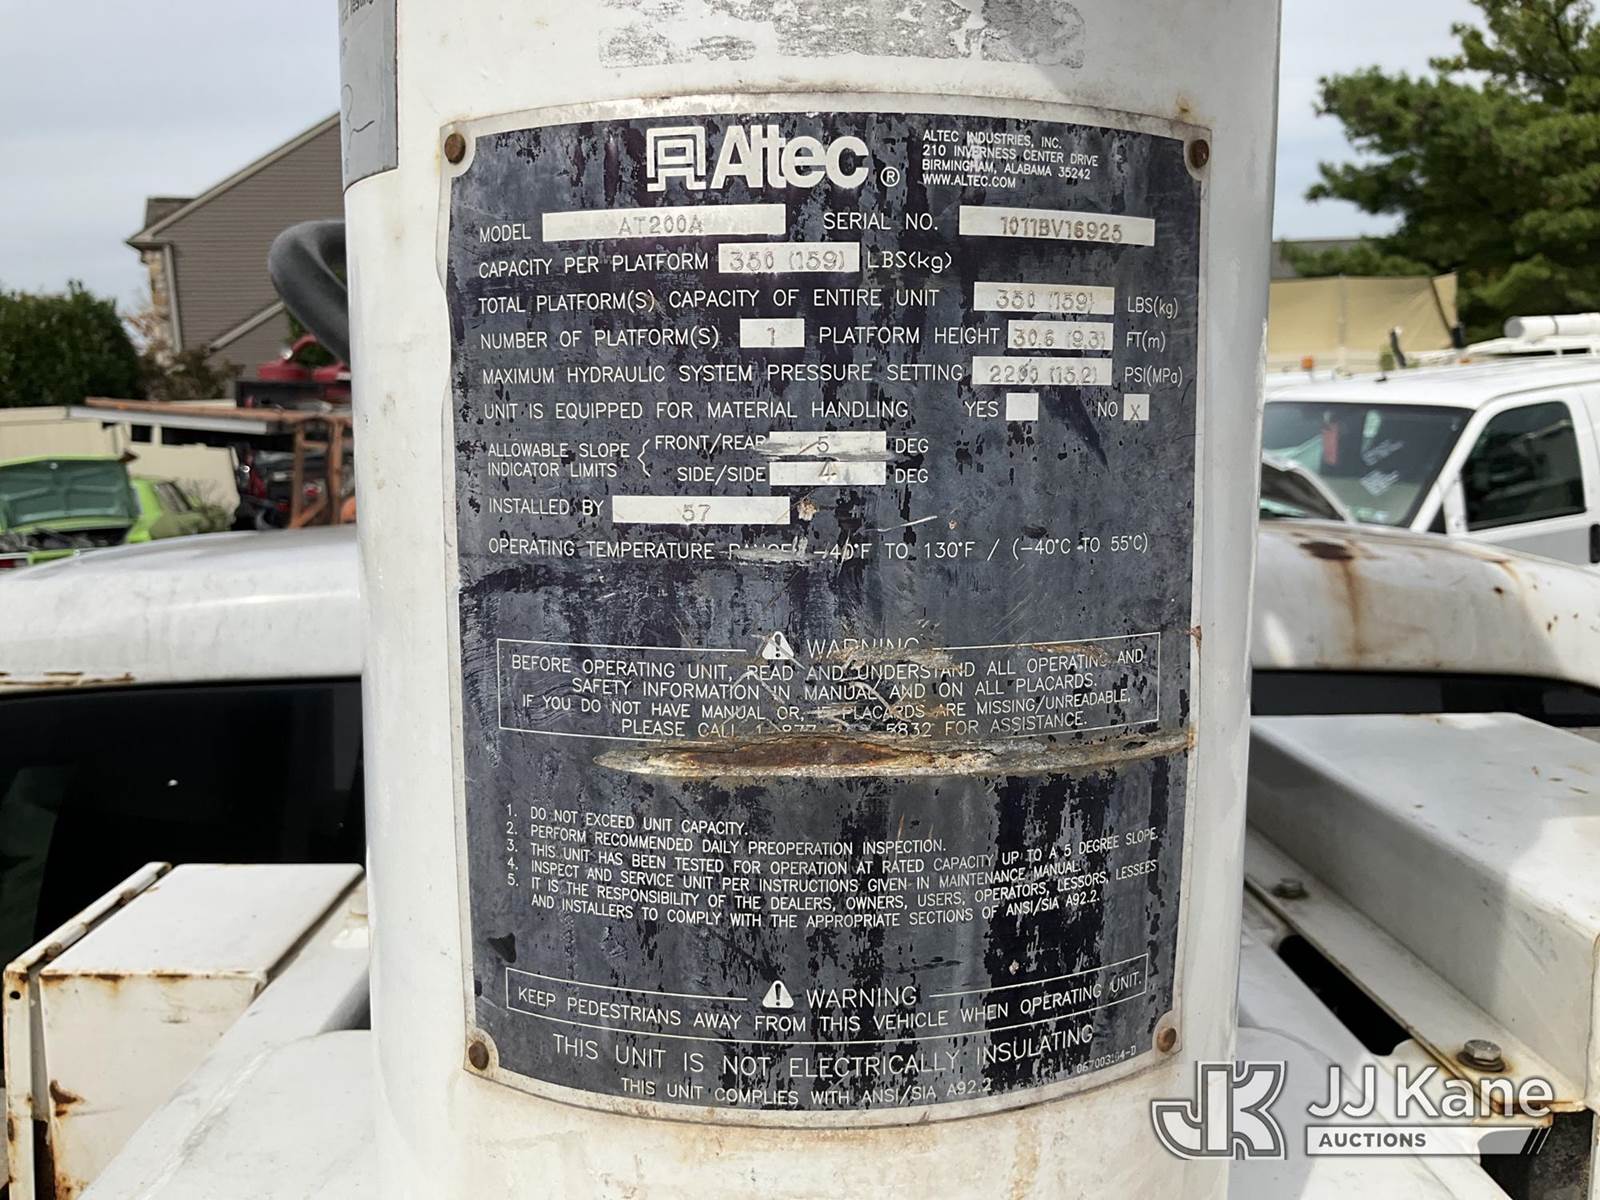 Altec ®
ALTEC INDUSTRIES, INC.
210 INVERNESS CENTER DRIVE
BIRMINGHAM, ALABAMA 35242
WWW.ALTEC.COM
MODEL AT200A SERIAL NO. 1011BV16925
CAPACITY PER PLATFORM 350 (159) LBS(kg)
TOTAL PLATFORM(S) CAPACITY OF ENTIRE UNIT 350 (159) LBS(kg)
NUMBER OF PLATFORM(S) 1 PLATFORM HEIGHT 30.6 (9.3) FT(m)
MAXIMUM HYDRAULIC SYSTEM PRESSURE SETTING 2200 (15.2) PSI(MPa)
UNIT IS EQUIPPED FOR MATERIAL HANDLING YES NO X
ALLOWABLE SLOPE INDICATOR LIMITS FRONT/REAR 5 DEG
SIDE/SIDE 4 DEG
INSTALLED BY 57
OPERATING TEMPERATURE -40°F TO 130°F / (-40°C TO 55°C)
WARNING
BEFORE OPERATING UNIT, READ AND UNDERSTAND ALL OPERATING AND
SAFETY INFORMATION IN MANUAL AND ON ALL PLACARDS.
IF YOU DO NOT HAVE MANUAL OR, IF PLACARDS ARE MISSING/UNREADABLE,
PLEASE CALL 5832 FOR ASSISTANCE.
1. DO NOT EXCEED UNIT CAPACITY.
2. PERFORM RECOMMENDED DAILY PREOPERATION INSPECTION.
3. THIS UNIT HAS BEEN TESTED FOR OPERATION AT RATED CAPACITY UP TO A 5 DEGREE SLOPE.
4. INSPECT AND SERVICE UNIT PER INSTRUCTIONS GIVEN IN MAINTENANCE MANUAL.
5. IT IS THE RESPONSIBILITY OF THE DEALERS, OWNERS, USERS, OPERATORS, LESSORS, LESSEES
AND INSTALLERS TO COMPLY WITH THE APPROPRIATE SECTIONS OF ANSI/SIA A92.2.
WARNING
KEEP PEDESTRIANS AWAY FROM THIS VEHICLE WHEN OPERATING UNIT.
THIS UNIT IS NOT ELECTRICALLY INSULATING
THIS UNIT COMPLIES WITH ANSI/SIA A92.2
JK JJ Kane
AUCTIONS